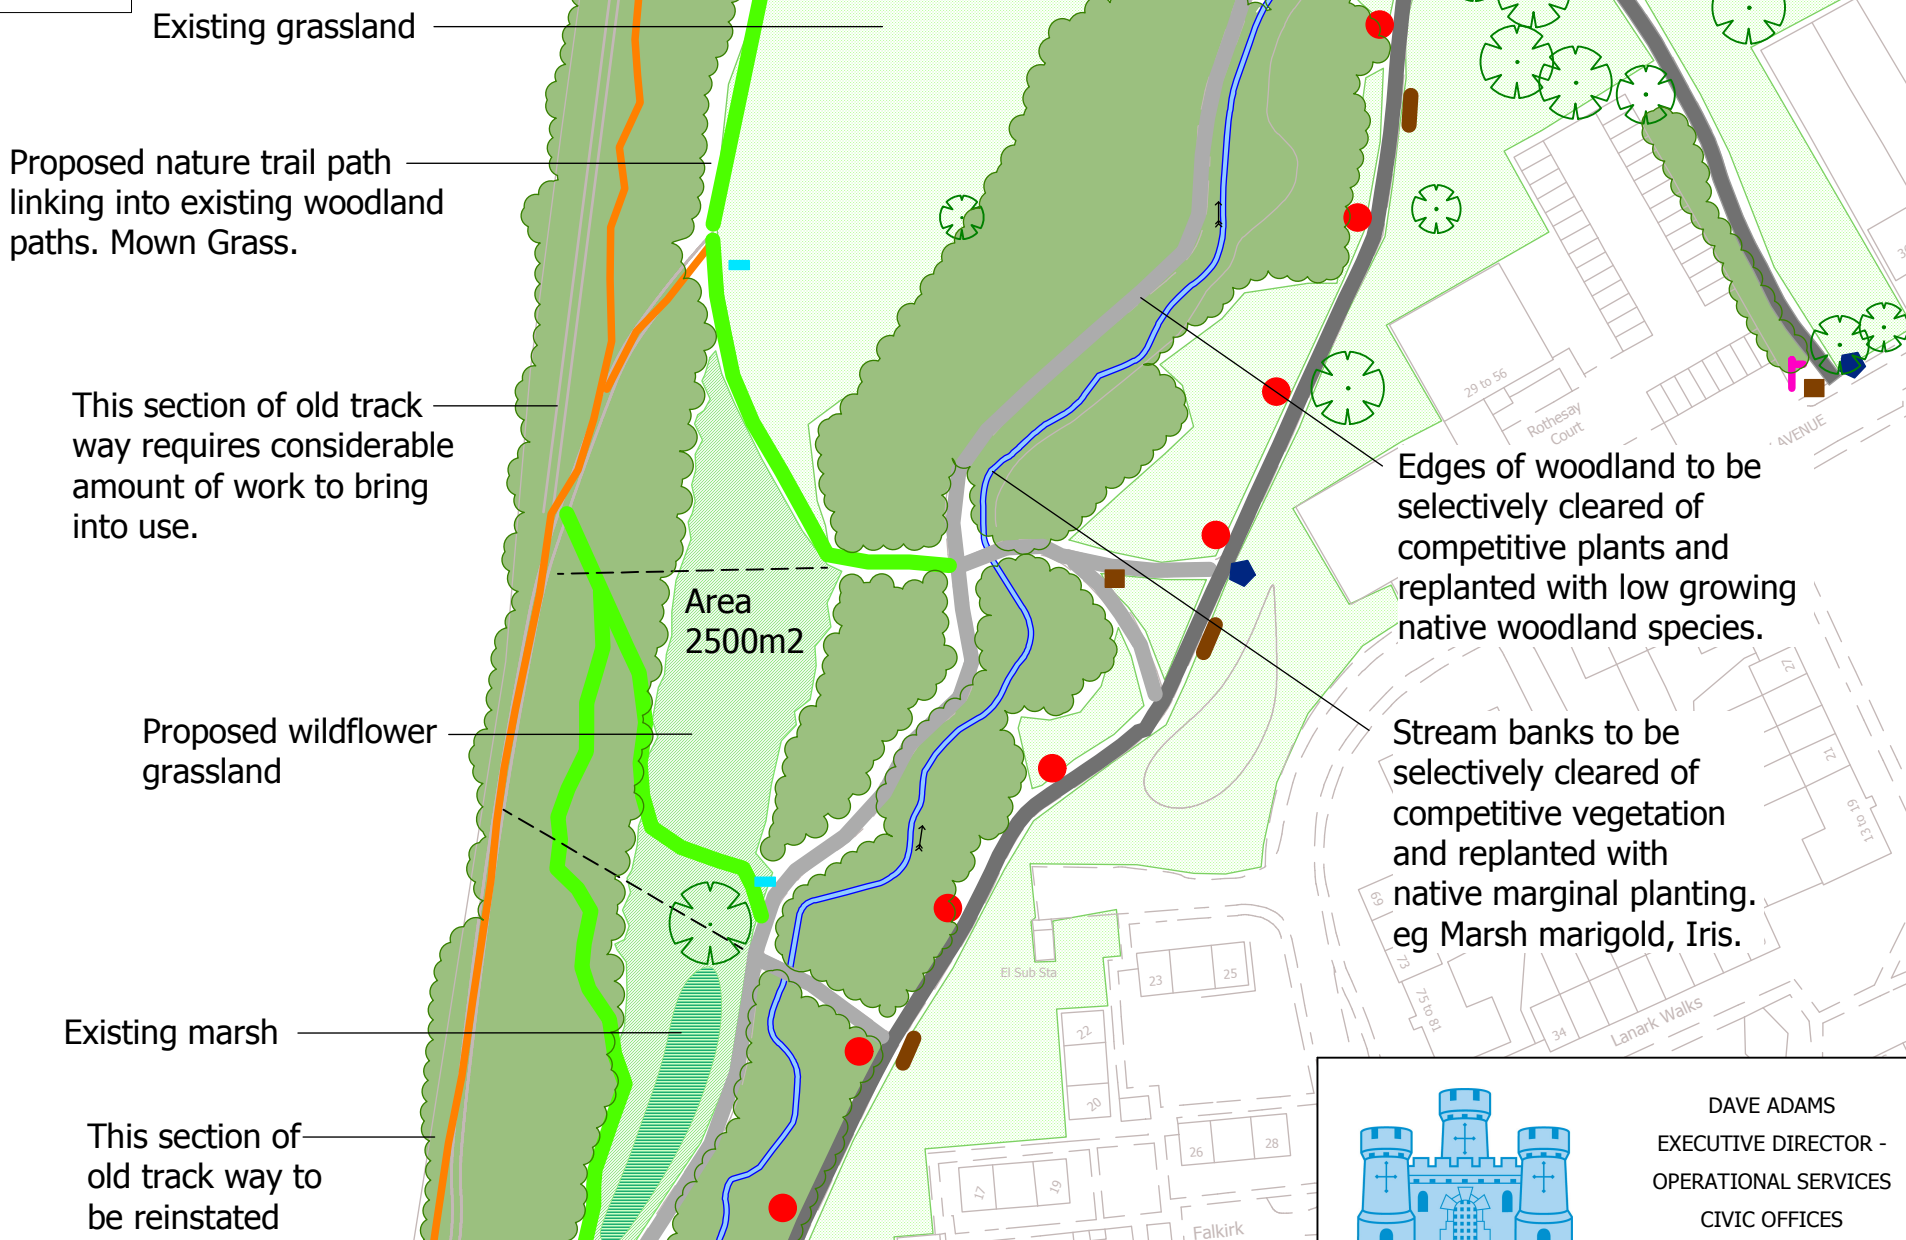 Existing grassland
Proposed nature trail path
linking into existing woodland
paths. Mown Grass.
This section of old track
way requires considerable
amount of work to bring
into use.
Area
2500m2
Proposed wildflower
grassland
Existing marsh
This section of
old track way to
be reinstated
29 to 56
Rothesay
Court
AVENUE
Edges of woodland to be
selectively cleared of
competitive plants and
replanted with low growing
native woodland species.
Stream banks to be
selectively cleared of
competitive vegetation
and replanted with
native marginal planting.
eg Marsh marigold, Iris.
27
21
13 to 19
69
73
75 to 81
34
Lanark Walks
El Sub Sta
23
25
22
20
26
28
17
19
Falkirk
DAVE ADAMS
EXECUTIVE DIRECTOR -
OPERATIONAL SERVICES
CIVIC OFFICES